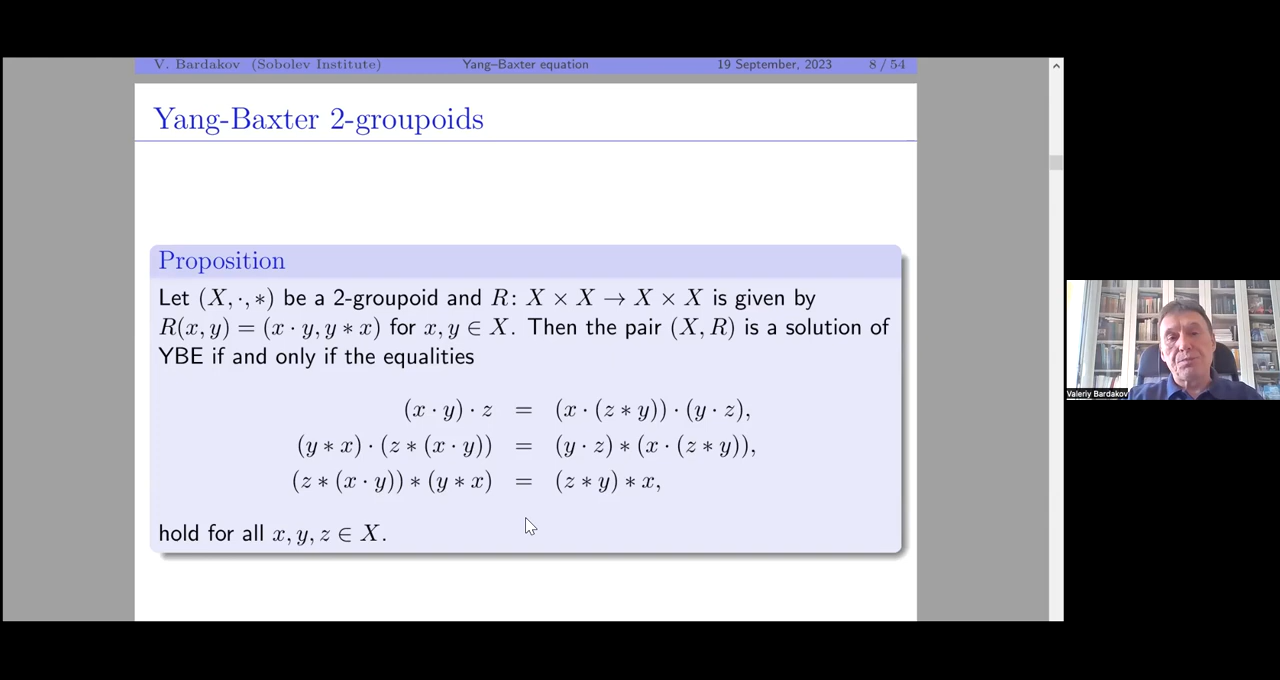 V. Bardakov (Sobolev Institute) Yang–Baxter equation 19 September, 2023 8 / 54
Yang-Baxter 2-groupoids
Proposition
Let (X, ·, ∗) be a 2-groupoid and R: X × X → X × X is given by
R(x, y) = (x · y, y ∗ x) for x, y ∈ X. Then the pair (X, R) is a solution of
YBE if and only if the equalities
(x · y) · z = (x · (z ∗ y)) · (y · z),
(y ∗ x) · (z ∗ (x · y)) = (y · z) ∗ (x · (z ∗ y)),
(z ∗ (x · y)) ∗ (y ∗ x) = (z ∗ y) ∗ x,
hold for all x, y, z ∈ X.
Valeriy Bardakov